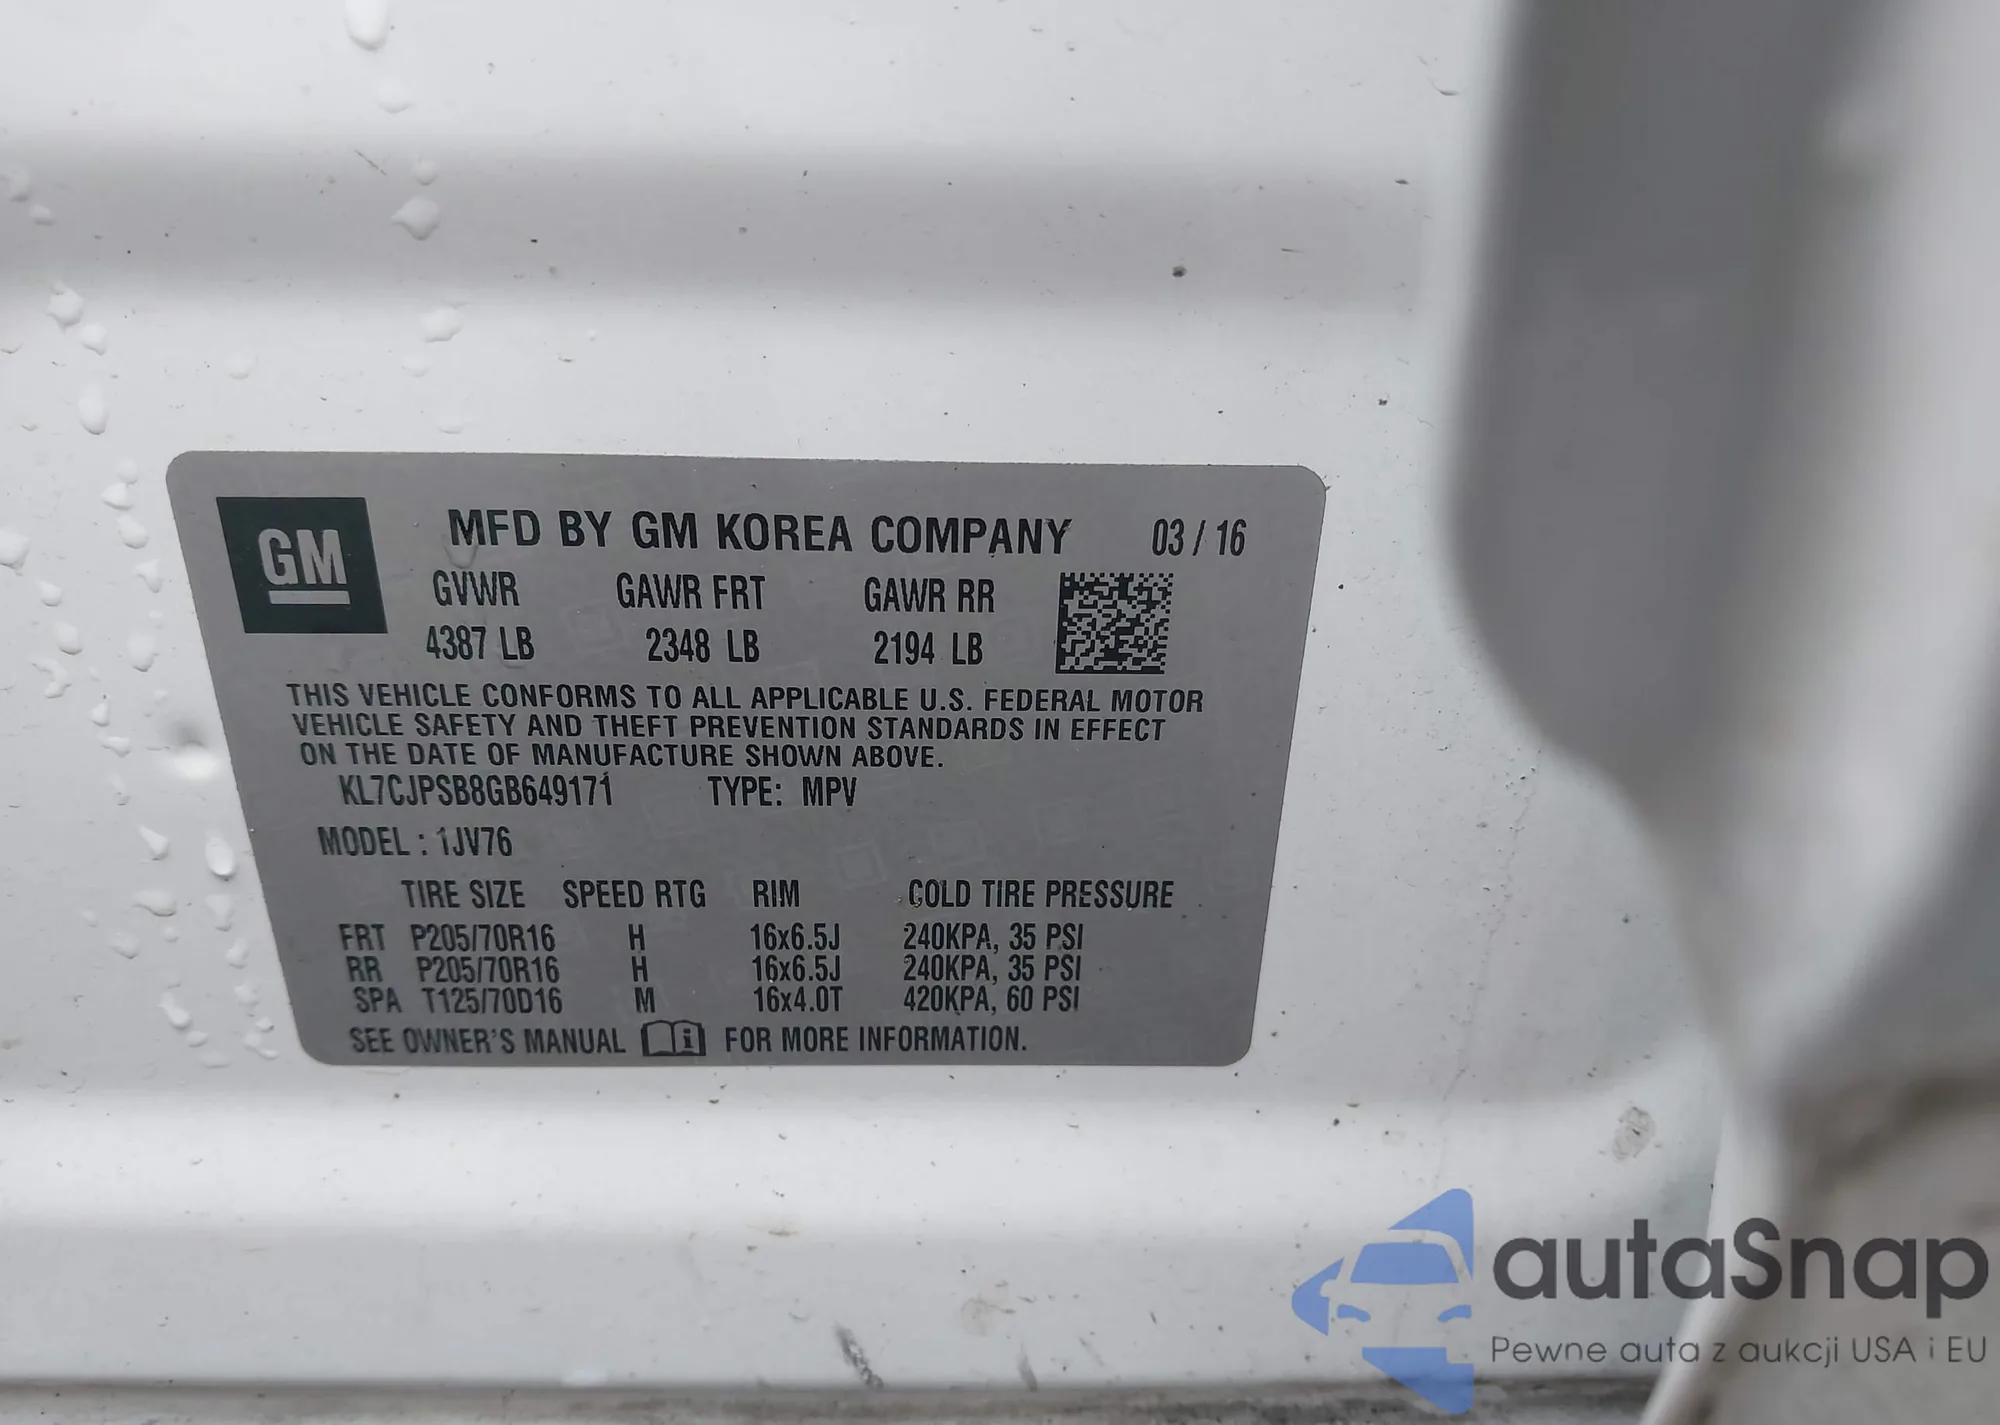 GM
MFD BY GM KOREA COMPANY 03 / 16
GVWR GAWR FRT GAWR RR
4387 LB 2348 LB 2194 LB
THIS VEHICLE CONFORMS TO ALL APPLICABLE U.S. FEDERAL MOTOR
VEHICLE SAFETY AND THEFT PREVENTION STANDARDS IN EFFECT
ON THE DATE OF MANUFACTURE SHOWN ABOVE.
KL7CJPSB8GB649171 TYPE: MPV
MODEL : 1JV76
TIRE SIZE SPEED RTG RIM COLD TIRE PRESSURE
FRT P205/70R16 H 16x6.5J 240KPA, 35 PSI
RR P205/70R16 H 16x6.5J 240KPA, 35 PSI
SPA T125/70D16 M 16x4.0T 420KPA, 60 PSI
SEE OWNER'S MANUAL FOR MORE INFORMATION.
autaSnap
Pewne auta z aukcji USA i EU